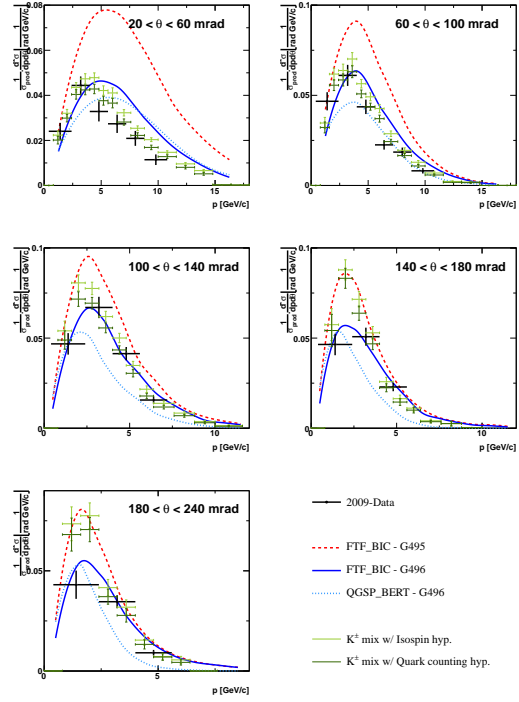 20 < θ < 60 mrad
0.08
0.06
0.04
0.02
0
0 5 10 15
p [GeV/c]
60 < θ < 100 mrad
0.1
0.05
0
0 5 10 15
p [GeV/c]
100 < θ < 140 mrad
0.1
0.05
0
0 5 10
p [GeV/c]
140 < θ < 180 mrad
0.1
0.05
0
0 5 10
p [GeV/c]
180 < θ < 240 mrad
0.1
0.05
0
0 5 10
p [GeV/c]
2009-Data
FTF_BIC - G495
FTF_BIC - G496
QGSP_BERT - G496
K± mix w/ Isospin hyp.
K± mix w/ Quark counting hyp.